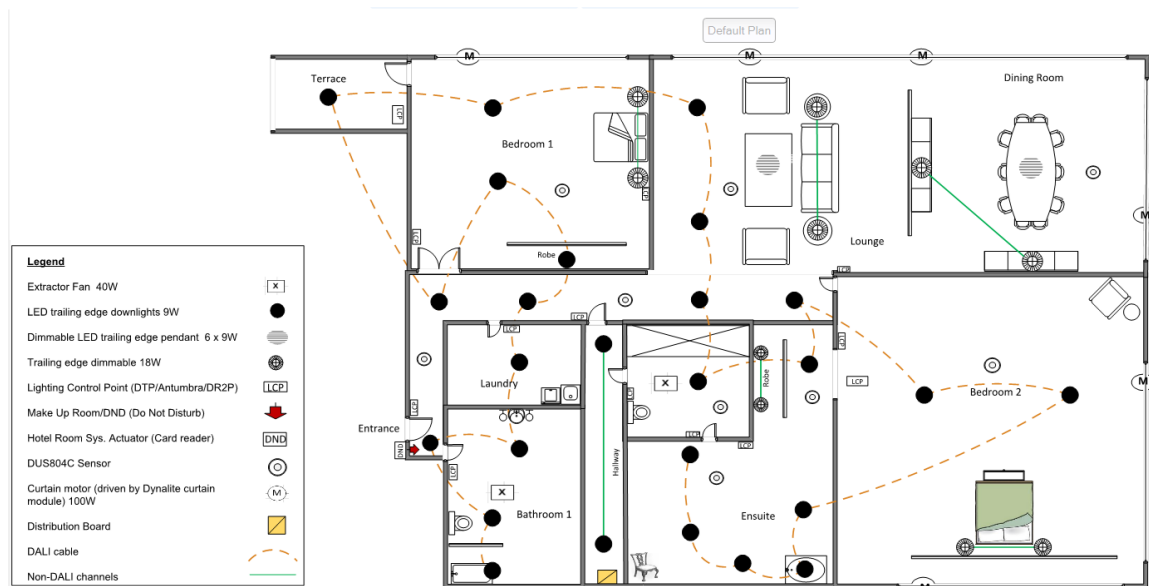 Default Plan
M
M
M
Terrace
Dining Room
LCP
Bedroom 1
LCP
M
LCP
Lounge
Robe
LCP
Legend
Extractor Fan 40W
X
LED trailing edge downlights 9W
Dimmable LED trailing edge pendant 6 x 9W
Trailing edge dimmable 18W
Lighting Control Point (DTP/Antumbra/DR2P)
LCP
Make Up Room/DND (Do Not Disturb)
Hotel Room Sys. Actuator (Card reader)
DND
DUS804C Sensor
Curtain motor (driven by Dynalite curtain
module) 100W
M
Distribution Board
DALI cable
Non-DALI channels
LCP
LCP
LCP
Laundry
X
Robe
LCP
Bedroom 2
M
LCP
LCP
Entrance
DND
LCP
LCP
LCP
Hallway
X
Bathroom 1
Ensuite
M